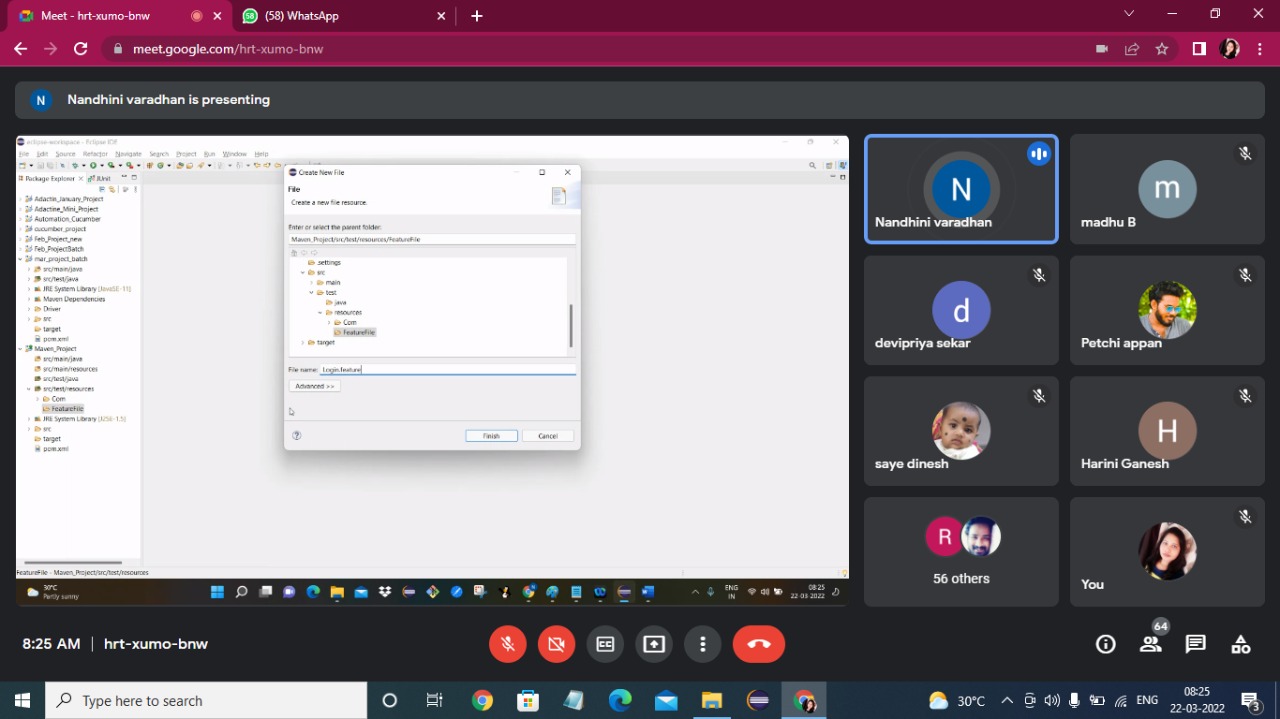 Meet - hrt-xumo-bnw
(58) WhatsApp
meet.google.com/hrt-xumo-bnw
N
Nandhini varadhan is presenting
eclipse-workspace - Eclipse IDE
File Edit Source Refactor Navigate Search Project Run Window Help
Package Explorer
JUnit
Adactin_January_Project
Adactine_Mini_Project
Automation_Cucumber
cucumber_project
Feb_Project_new
Feb_ProjectBatch
mar_project_batch
src/main/java
src/test/java
JRE System Library [JavaSE-11]
Maven Dependencies
Driver
src
target
pom.xml
Maven_Project
src/main/java
src/main/resources
src/test/java
src/test/resources
Com
FeatureFile
JRE System Library [J2SE-1.5]
src
target
pom.xml
Create New File
File
Create a new file resource.
Enter or select the parent folder:
Maven_Project/src/test/resources/FeatureFile
.settings
src
main
test
java
resources
Com
FeatureFile
target
File name: Login.feature
Advanced >>
Finish
Cancel
FeatureFile - Maven_Project/src/test/resources
30°C
Partly sunny
ENG
IN
08:25
22-03-2022
N
Nandhini varadhan
m
madhu B
d
devipriya sekar
Petchi appan
saye dinesh
H
Harini Ganesh
R
56 others
You
8:25 AM | hrt-xumo-bnw
CC
64
Type here to search
30°C
ENG
08:25
22-03-2022
3